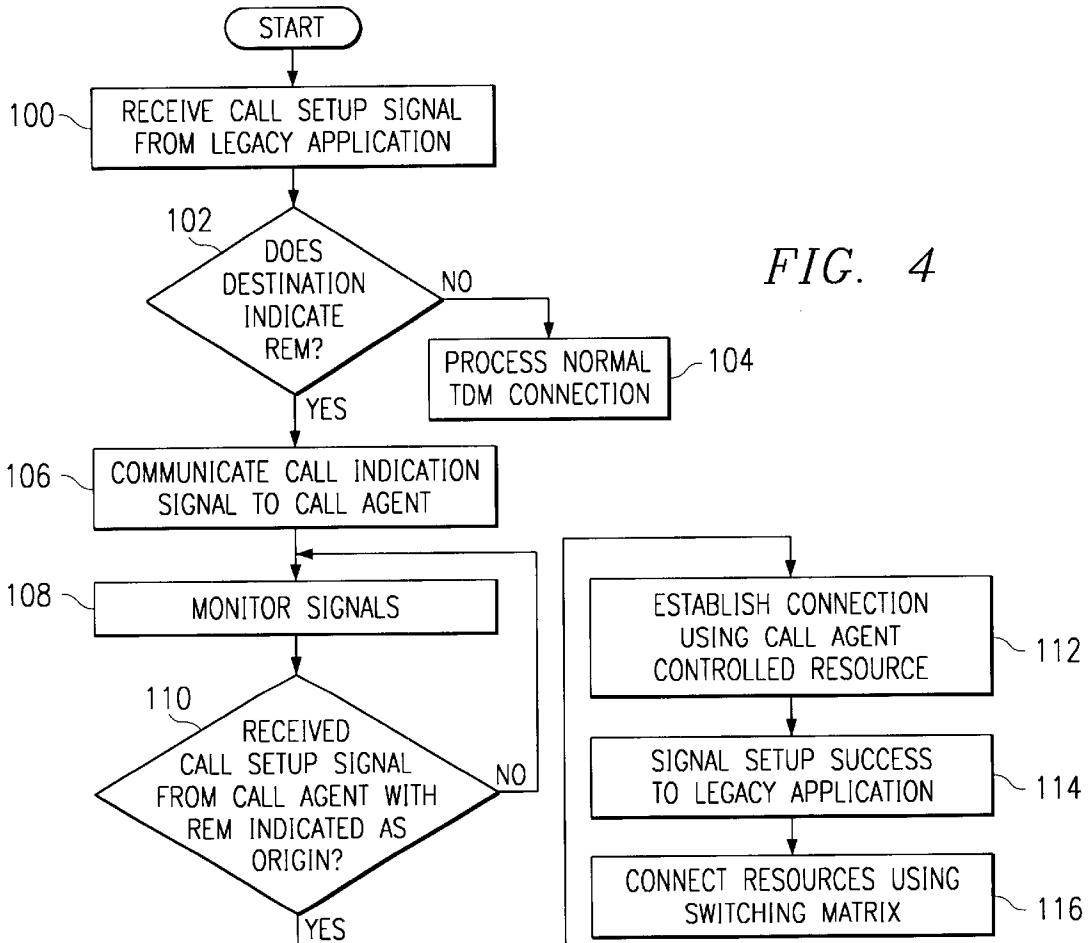 START
100
RECEIVE CALL SETUP SIGNAL
FROM LEGACY APPLICATION
102
DOES
DESTINATION
INDICATE
REM?
NO
FIG. 4
PROCESS NORMAL
TDM CONNECTION
104
YES
106
COMMUNICATE CALL INDICATION
SIGNAL TO CALL AGENT
108
MONITOR SIGNALS
110
RECEIVED
CALL SETUP SIGNAL
FROM CALL AGENT WITH
REM INDICATED AS
ORIGIN?
NO
YES
ESTABLISH CONNECTION
USING CALL AGENT
CONTROLLED RESOURCE
112
SIGNAL SETUP SUCCESS
TO LEGACY APPLICATION
114
CONNECT RESOURCES USING
SWITCHING MATRIX
116